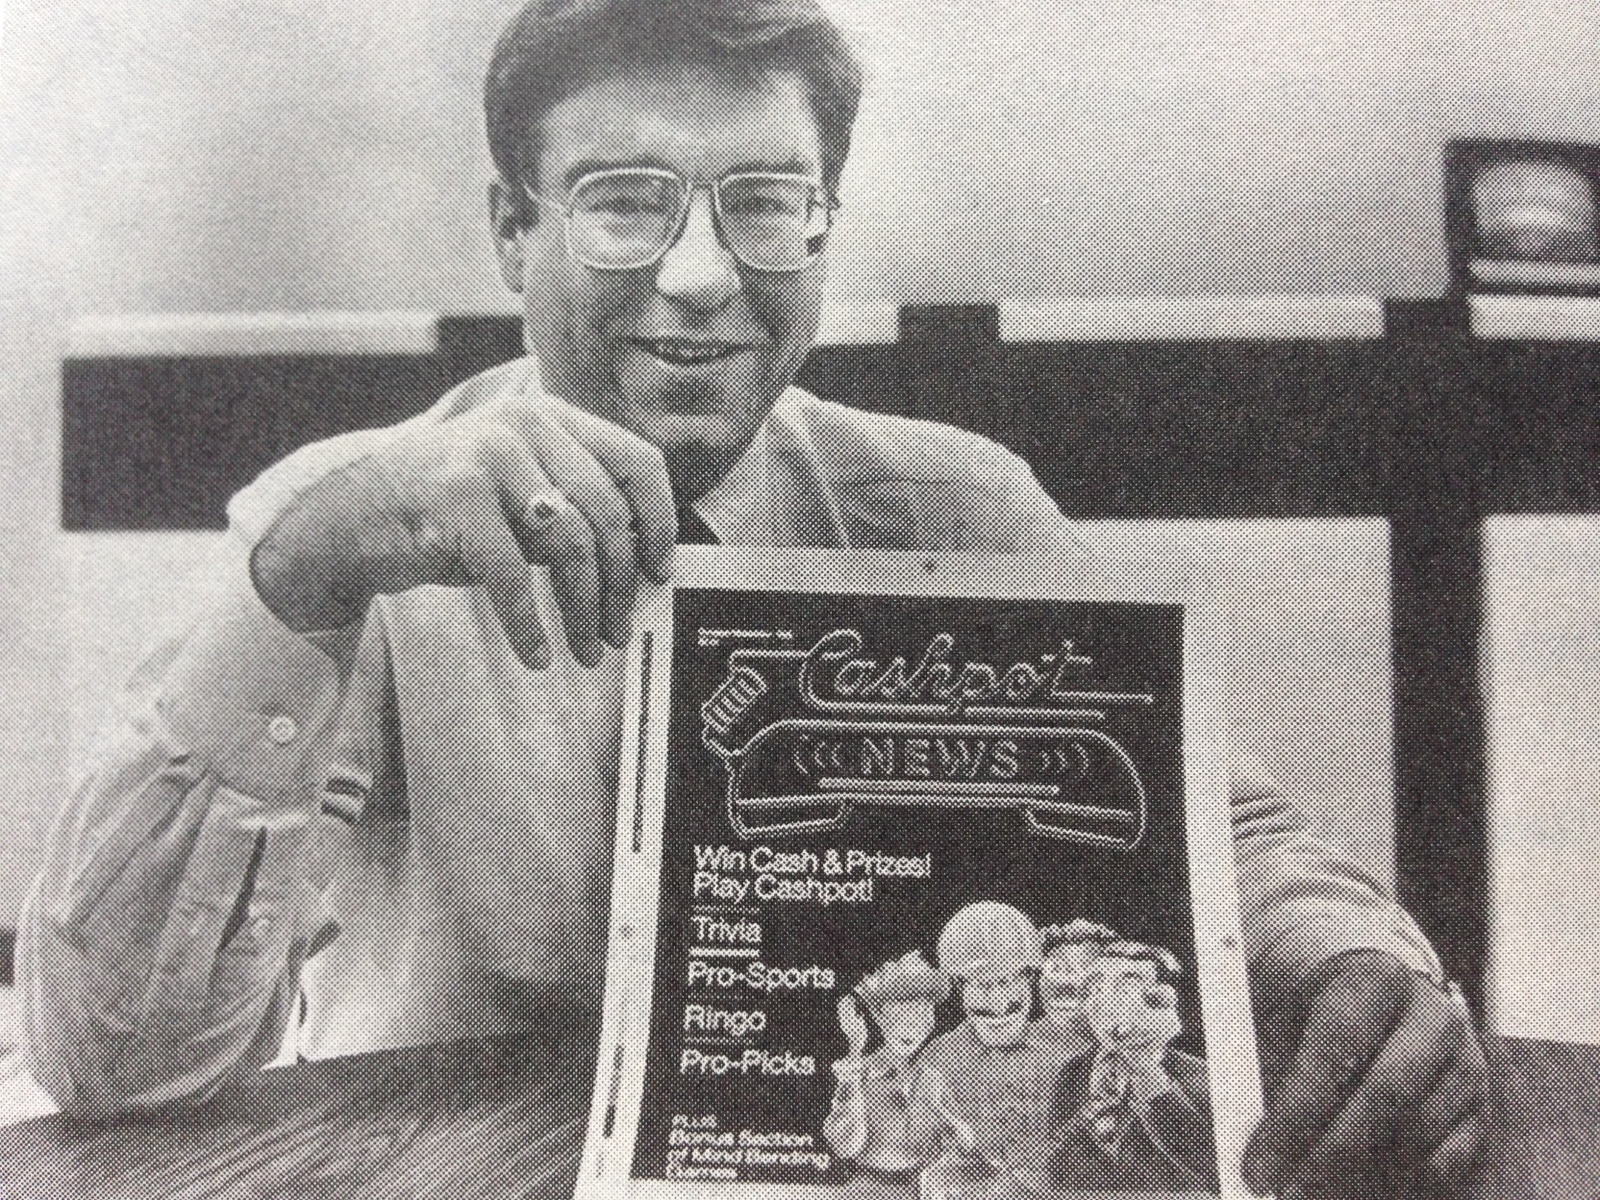 Cashpot
NEWS
Win Cash & Prizes!
Play Cashpot!
Trivia
Pro-Sports
Ringo
Pro-Picks
PLUS
Bonus Section
of Mind Bending
Games